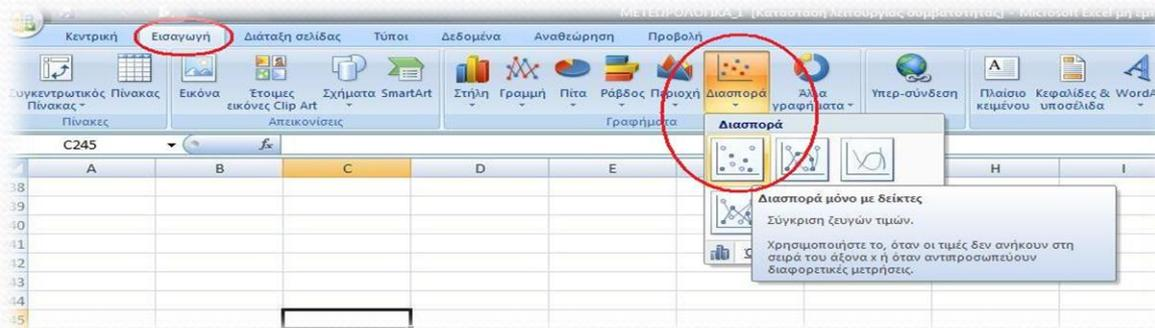 ΜΕΤΕΩΡΟΛΟΓΙΚΑ_1 [Κατάσταση λειτουργίας συμβατότητας] - Microsoft Excel μη εμπ
Κεντρική Εισαγωγή Διάταξη σελίδας Τύποι Δεδομένα Αναθεώρηση Προβολή
Συγκεντρωτικός Πίνακας Εικόνα Έτοιμες Σχήματα SmartArt Στήλη Γραμμή Πίτα Ράβδος Περιοχή Διασπορά Άλλα Υπερ-σύνδεση Πλαίσιο Κεφαλίδες & WordA
Πίνακας εικόνες Clip Art γραφήματα κειμένου υποσέλιδα
Πίνακες Απεικονίσεις Γραφήματα
Διασπορά
C245 fx
A B C D E H I
38
39
40
41
42
43
44
45
Διασπορά μόνο με δείκτες
Σύγκριση ζευγών τιμών.
Χρησιμοποιήστε το, όταν οι τιμές δεν ανήκουν στη
σειρά του άξονα x ή όταν αντιπροσωπεύουν
διαφορετικές μετρήσεις.